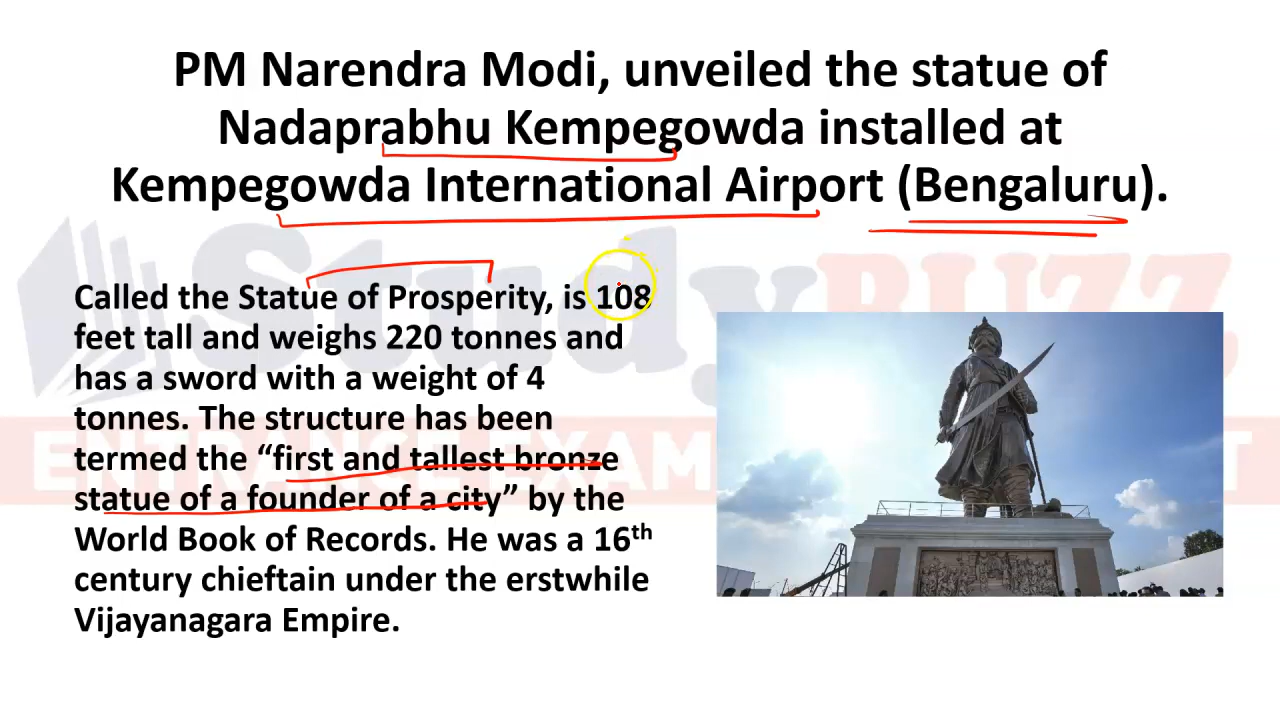 PM Narendra Modi, unveiled the statue of
Nadaprabhu Kempegowda installed at
Kempegowda International Airport (Bengaluru).
StudyBUZZ
Called the Statue of Prosperity, is 108
feet tall and weighs 220 tonnes and
has a sword with a weight of 4
tonnes. The structure has been
termed the “first and tallest bronze
statue of a founder of a city” by the
World Book of Records. He was a 16th
century chieftain under the erstwhile
Vijayanagara Empire.
ENTRANCE EXAM